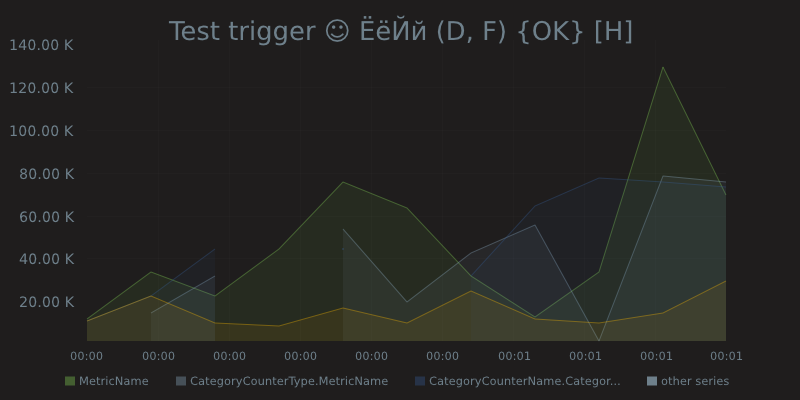 Test trigger ☺ ЁёЙй (D, F) {OK} [H]
140.00 K
120.00 K
100.00 K
80.00 K
60.00 K
40.00 K
20.00 K
00:00 00:00 00:00 00:00 00:00 00:00 00:01 00:01 00:01 00:01
MetricName CategoryCounterType.MetricName CategoryCounterName.Categor... other series